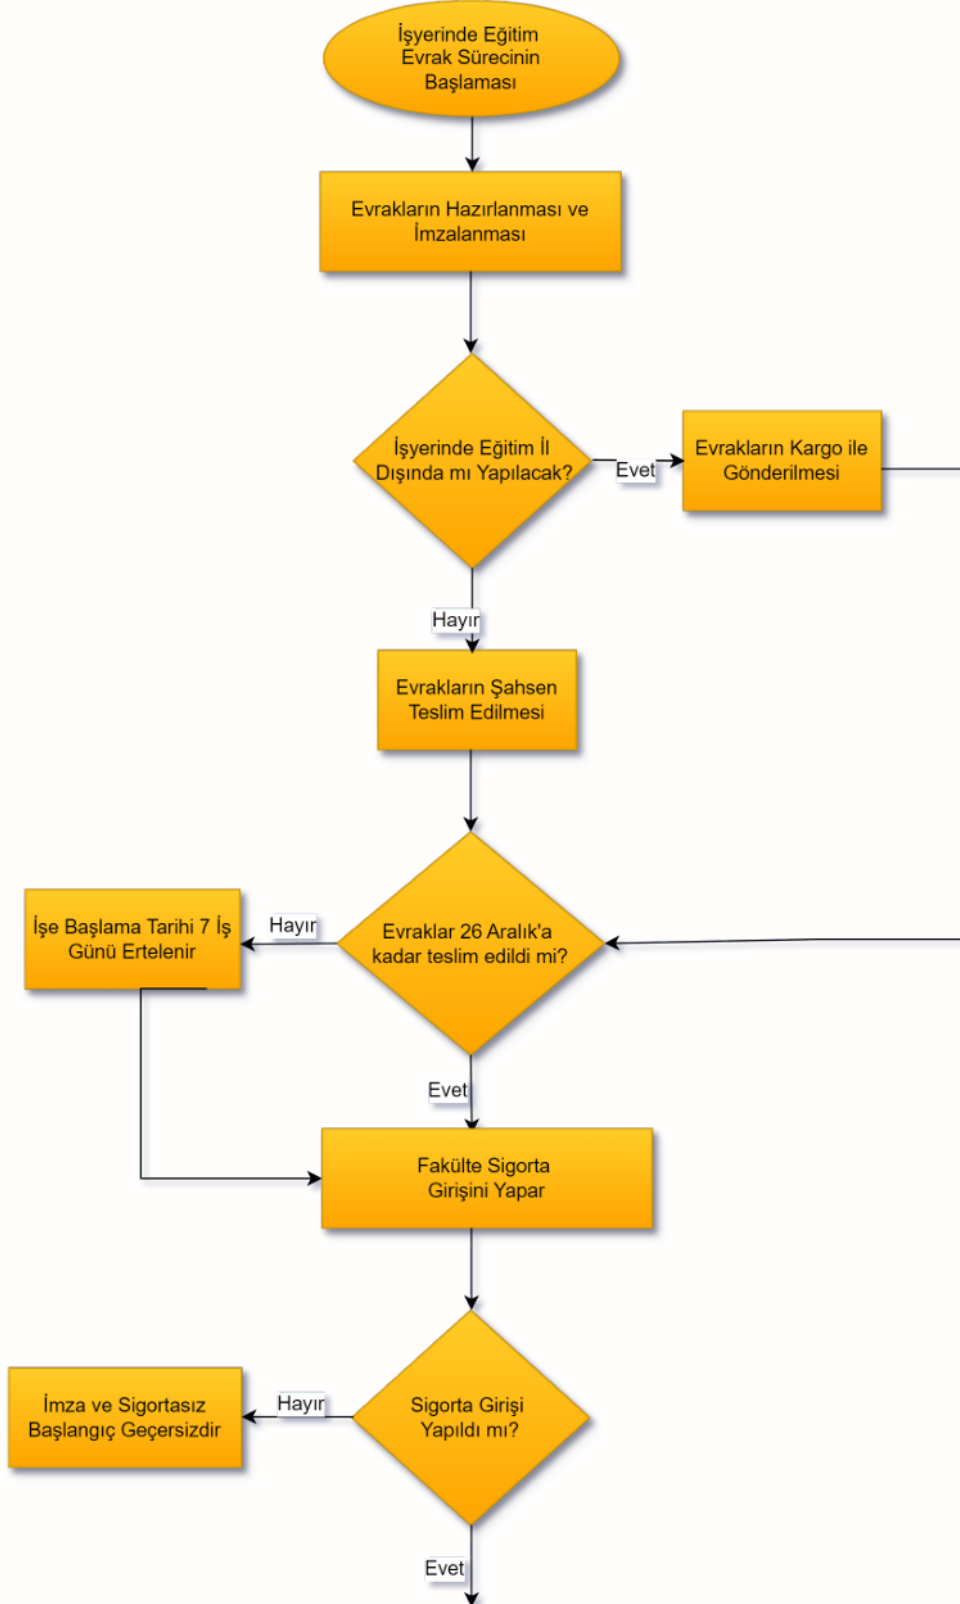 İşyerinde Eğitim
Evrak Sürecinin
Başlaması
Evrakların Hazırlanması ve
İmzalanması
İşyerinde Eğitim İl
Dışında mı Yapılacak?
Evet
Evrakların Kargo ile
Gönderilmesi
Hayır
Evrakların Şahsen
Teslim Edilmesi
Evraklar 26 Aralık'a
kadar teslim edildi mi?
Hayır
İşe Başlama Tarihi 7 İş
Günü Ertelenir
Evet
Fakülte Sigorta
Girişini Yapar
Sigorta Girişi
Yapıldı mı?
Hayır
İmza ve Sigortasız
Başlangıç Geçersizdir
Evet